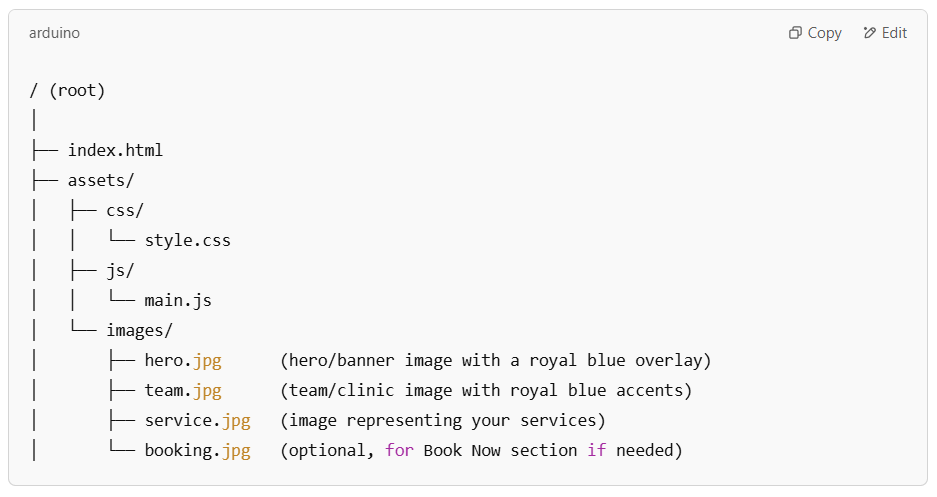 arduino Copy Edit
/ (root)
│
├── index.html
├── assets/
│   ├── css/
│   │   └── style.css
│   ├── js/
│   │   └── main.js
│   └── images/
│       ├── hero.jpg      (hero/banner image with a royal blue overlay)
│       ├── team.jpg      (team/clinic image with royal blue accents)
│       ├── service.jpg   (image representing your services)
│       └── booking.jpg   (optional, for Book Now section if needed)